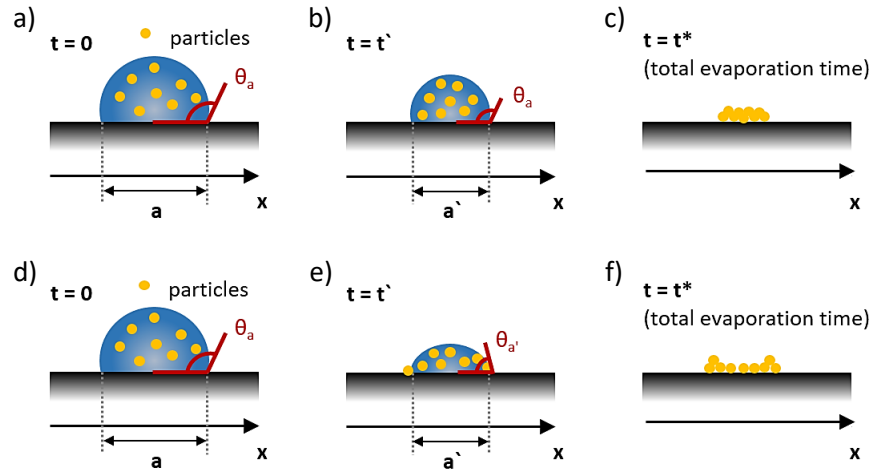 a)
t = 0
particles
θa
a
x
b)
t = t`
θa
a`
x
c)
t = t*
(total evaporation time)
x
d)
t = 0
particles
θa
a
x
e)
t = t`
θa'
a`
x
f)
t = t*
(total evaporation time)
x